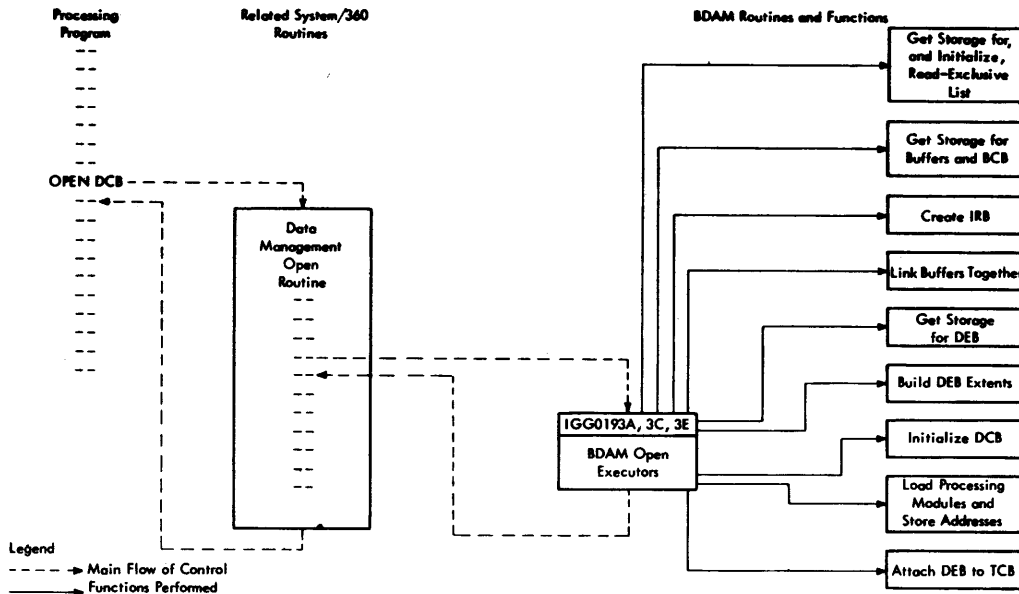 Processing
Program
Related System/360
Routines
BDAM Routines and Functions
Get Storage for,
and Initialize,
Read-Exclusive
List
Get Storage for
Buffers and BCB
OPEN DCB
Data
Management
Open
Routine
Create IRB
Link Buffers Together
Get Storage
for DEB
Build DEB Extents
IGG0193A, 3C, 3E
BDAM Open
Executors
Initialize DCB
Load Processing
Modules and
Store Addresses
Attach DEB to TCB
Legend
Main Flow of Control
Functions Performed